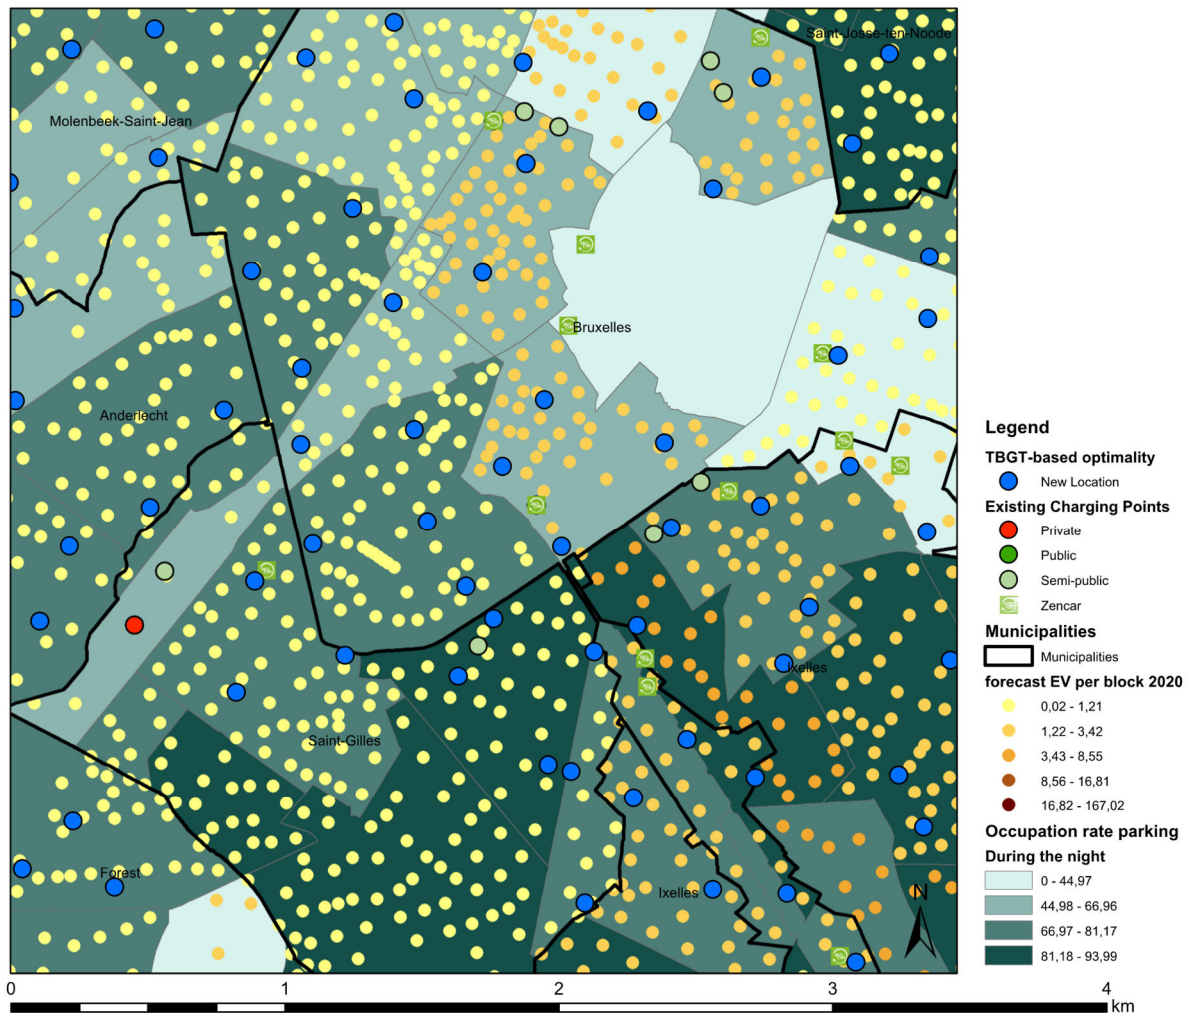 Saint-Josse-ten-Noode
Molenbeek-Saint-Jean
Bruxelles
Anderlecht
Ixelles
Saint-Gilles
Forest
Ixelles
N
0 1 2 3 4
km
Legend
TBGT-based optimality
New Location
Existing Charging Points
Private
Public
Semi-public
Zencar
Municipalities
Municipalities
forecast EV per block 2020
0,02 - 1,21
1,22 - 3,42
3,43 - 8,55
8,56 - 16,81
16,82 - 167,02
Occupation rate parking
During the night
0 - 44,97
44,98 - 66,96
66,97 - 81,17
81,18 - 93,99